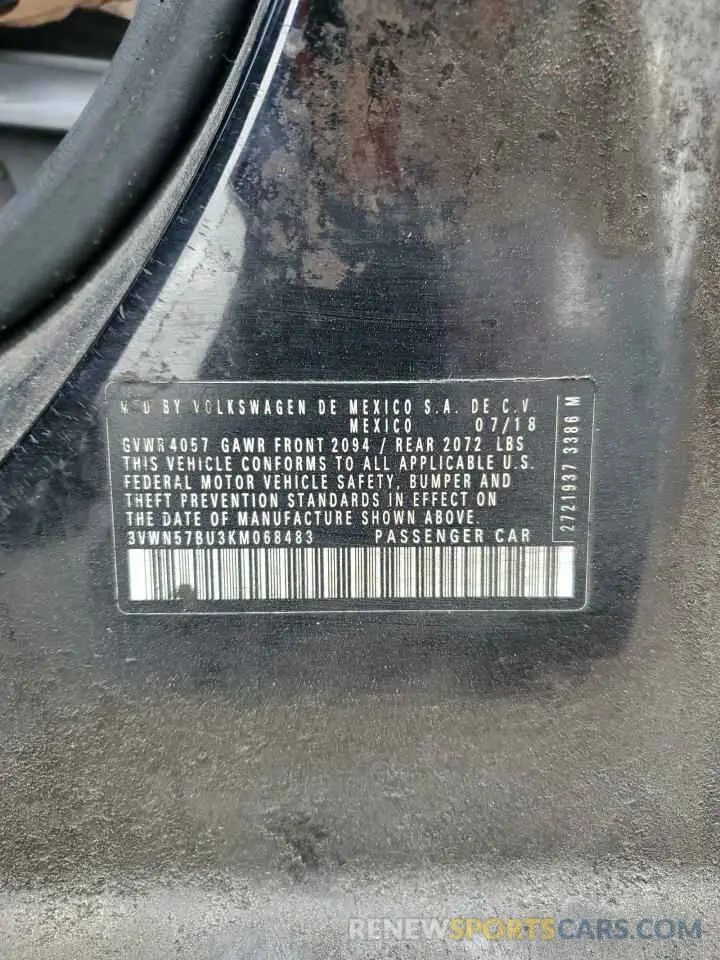 MFD BY VOLKSWAGEN DE MEXICO S.A. DE C.V.
MEXICO 07/18
GVWR 4057 GAWR FRONT 2094 / REAR 2072 LBS
THIS VEHICLE CONFORMS TO ALL APPLICABLE U.S.
FEDERAL MOTOR VEHICLE SAFETY, BUMPER AND
THEFT PREVENTION STANDARDS IN EFFECT ON
THE DATE OF MANUFACTURE SHOWN ABOVE.
3VWN57BU3KM068483 PASSENGER CAR
2721937 3386 M
RENEWSPORTSCARS.COM